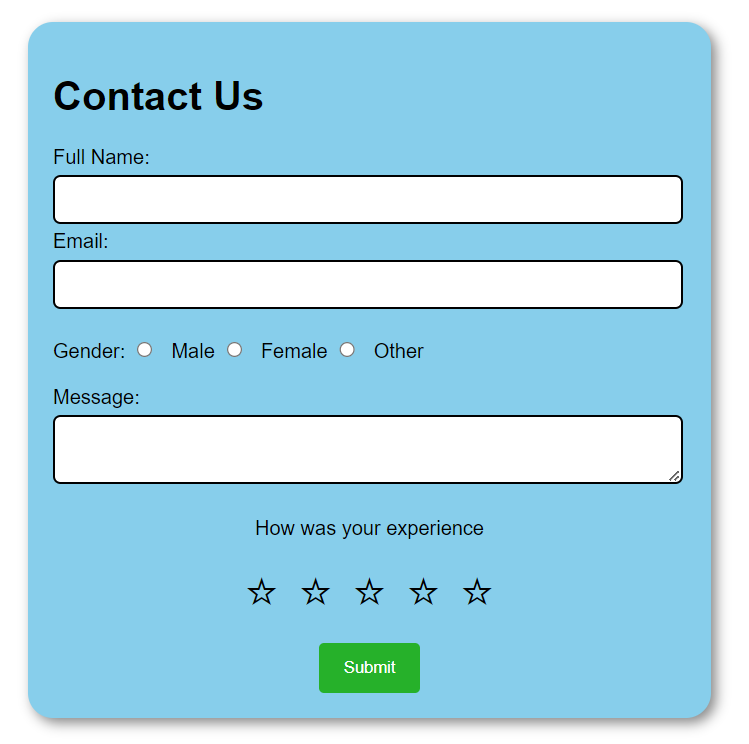 Contact Us
Full Name:
Email:
Gender: Male Female Other
Message:
How was your experience
Submit